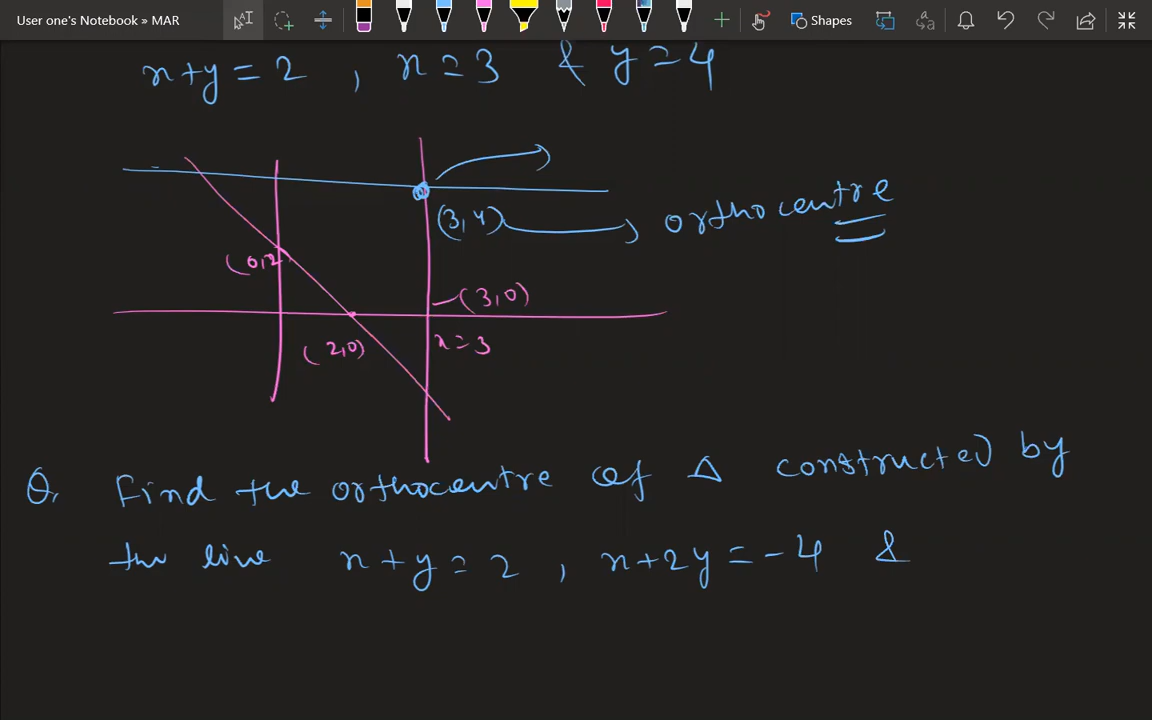 User one's Notebook » MAR
Shapes
x+y=2 , x=3 & y=4
(3,4) orthocentre
(0,2)
(3,0)
(2,0) x=3
Q. Find the orthocentre of Δ constructed by
the line x+y=2 , x+2y=-4 &